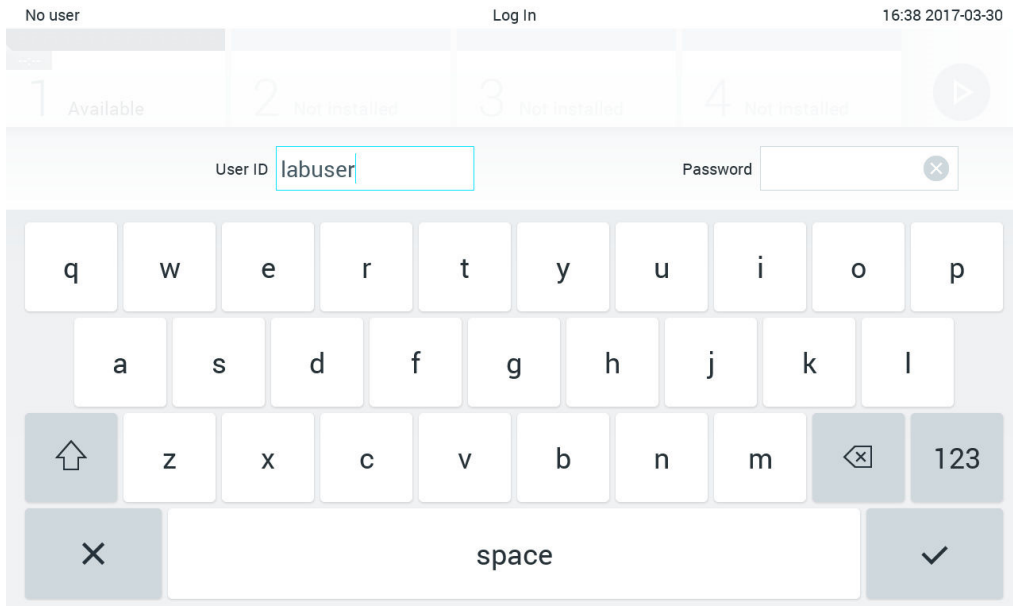 No user Log In 16:38 2017-03-30
1 Available 2 Not Installed 3 Not Installed 4 Not Installed
User ID labuser Password
q w e r t y u i o p
a s d f g h j k l
z x c v b n m 123
space